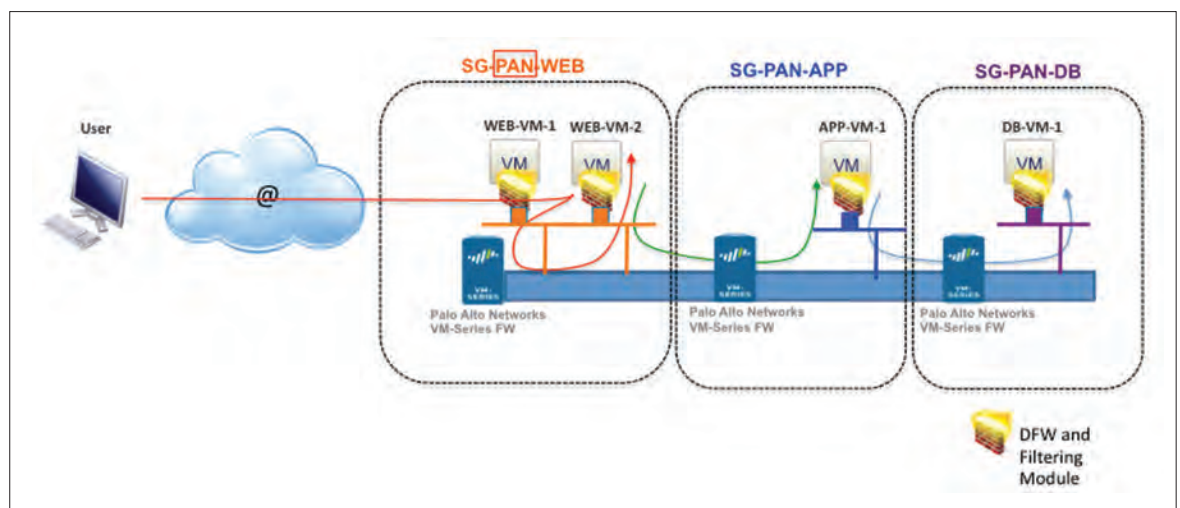 SG-PAN-WEB
SG-PAN-APP
SG-PAN-DB
User
WEB-VM-1
WEB-VM-2
APP-VM-1
DB-VM-1
VM
VM
VM
VM
@
VM-SERIES
VM-SERIES
VM-SERIES
Palo Alto Networks
VM-Series FW
Palo Alto Networks
VM-Series FW
Palo Alto Networks
VM-Series FW
DFW and
Filtering
Module